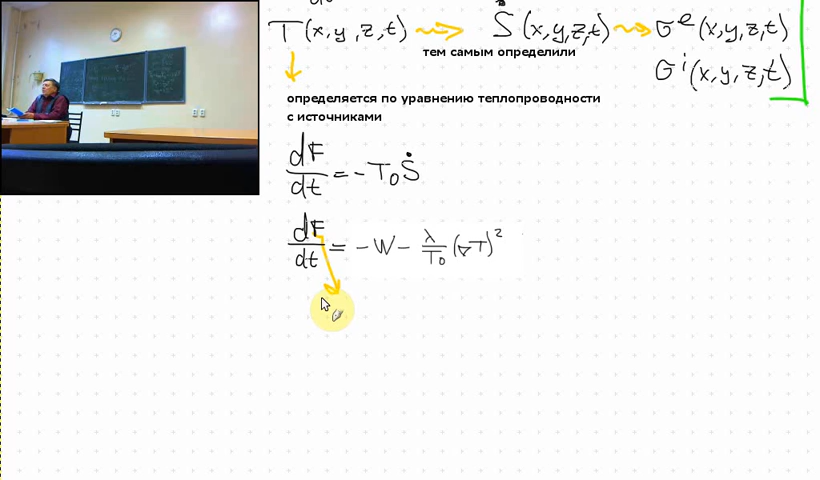 T(x,y,z,t) ⇝ Ṡ(x,y,z,t) ⇝ σᵉ(x,y,z,t)
тем самым определили
σⁱ(x,y,z,t)
определяется по уравнению теплопроводности
с источниками
dF/dt = -T₀Ṡ
dF/dt = -W - λ/T₀ (∇T)²